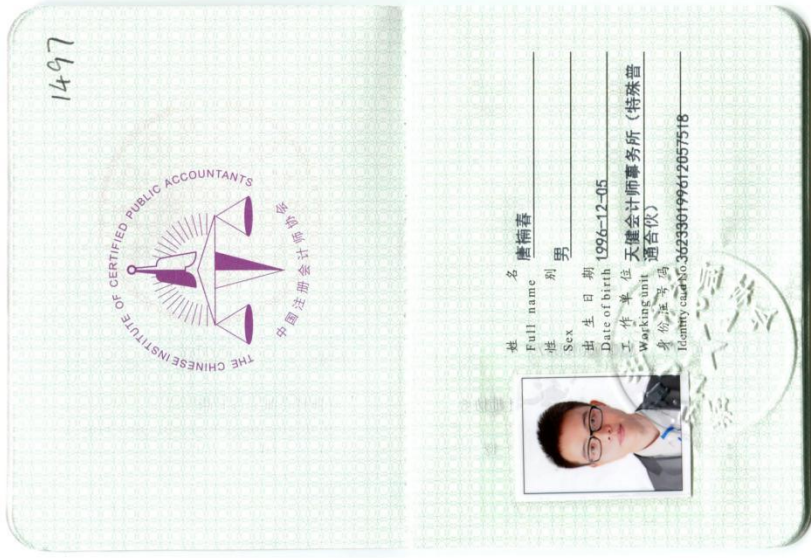 1497
THE CHINESE INSTITUTE OF CERTIFIED PUBLIC ACCOUNTANTS
中国注册会计师协会
姓 名 唐楠春
Full name
性 别 男
Sex
出 生 日 期 1996-12-05
Date of birth
工 作 单 位 天健会计师事务所（特殊普
Working unit 通合伙）
身 份 证 号 码 362330199612057518
Identity card No.